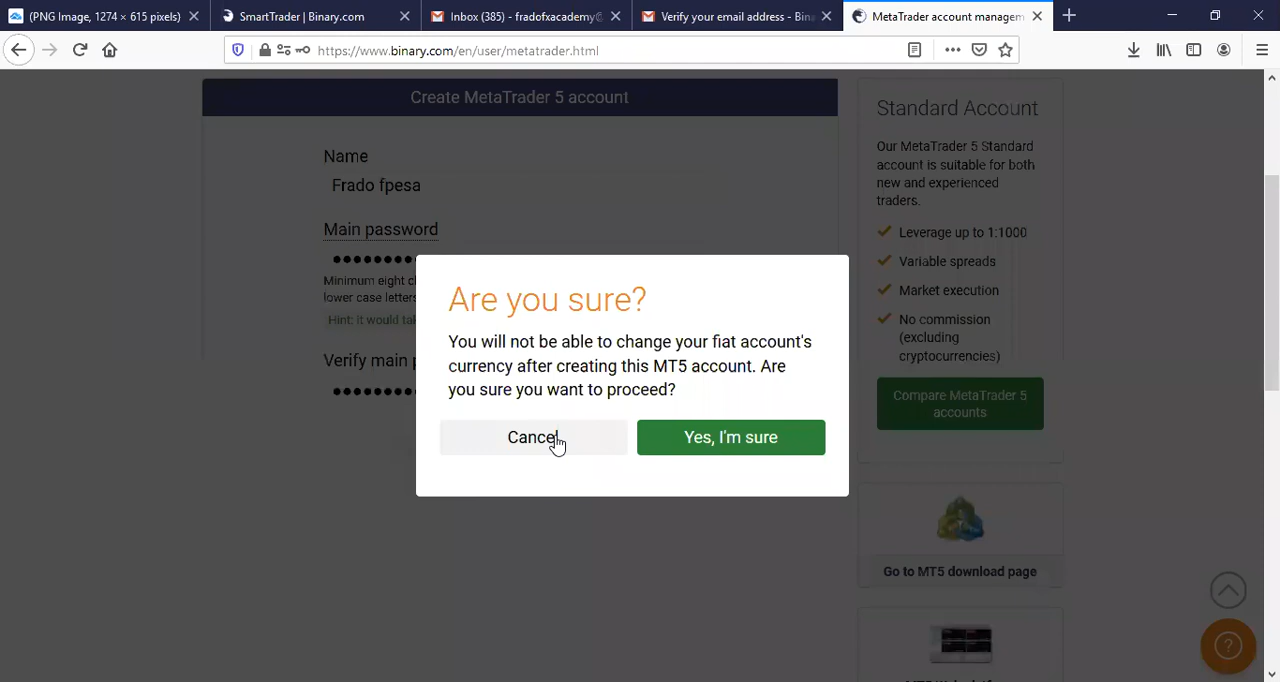 (PNG Image, 1274 × 615 pixels)
SmartTrader | Binary.com
Inbox (385) - fradofxacademy@
Verify your email address - Bin
MetaTrader account managem
https://www.binary.com/en/user/metatrader.html
Create MetaTrader 5 account
Name
Frado fpesa
Main password
Minimum eight
lower case letters
Hint: It would
Verify main
Are you sure?
You will not be able to change your fiat account's
currency after creating this MT5 account. Are
you sure you want to proceed?
Cancel
Yes, I'm sure
Standard Account
Our MetaTrader 5 Standard
account is suitable for both
new and experienced
traders.
Leverage up to 1:1000
Variable spreads
Market execution
No commission
(excluding
cryptocurrencies)
Compare MetaTrader 5
accounts
Go to MT5 download page